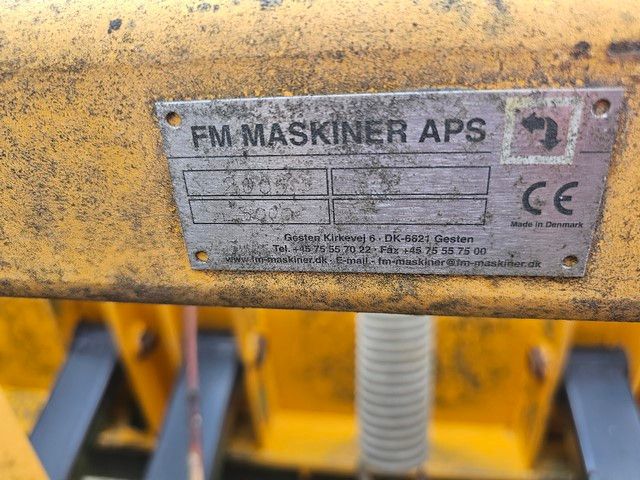 FM MASKINER APS
CE
Made in Denmark
Gesten Kirkevej 6 · DK-6621 Gesten
Tel. +45 75 55 70 22 · Fax +45 75 55 75 00
www.fm-maskiner.dk · E-mail.- fm-maskiner@fm-maskiner.dk